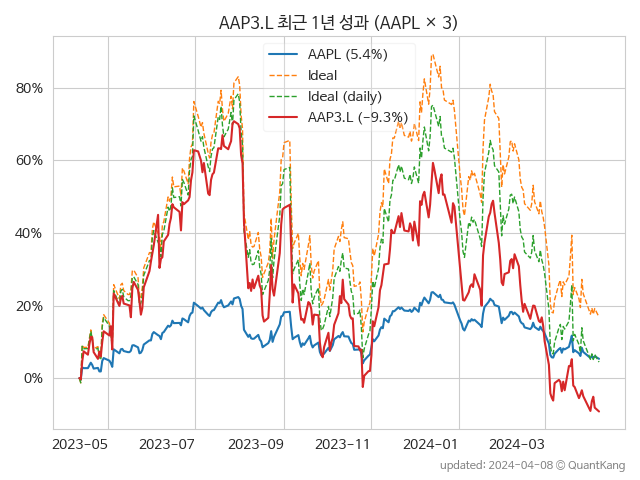 AAP3.L 최근 1년 성과 (AAPL × 3)
AAPL (5.4%)
Ideal
Ideal (daily)
AAP3.L (−9.3%)
80%
60%
40%
20%
0%
2023-05 2023-07 2023-09 2023-11 2024-01 2024-03
updated: 2024-04-08 @ QuantKang